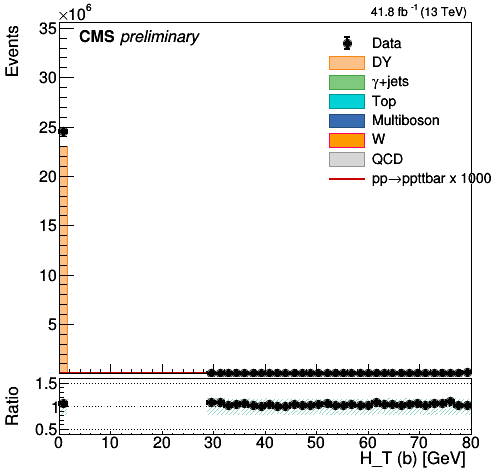 ×10⁶
41.8 fb⁻¹ (13 TeV)
CMS preliminary
Events
35
30
25
20
15
10
5
Data
DY
γ+jets
Top
Multiboson
W
QCD
pp→ppttbar x 1000
Ratio
1.5
1
0.5
0 10 20 30 40 50 60 70 80
H_T (b) [GeV]